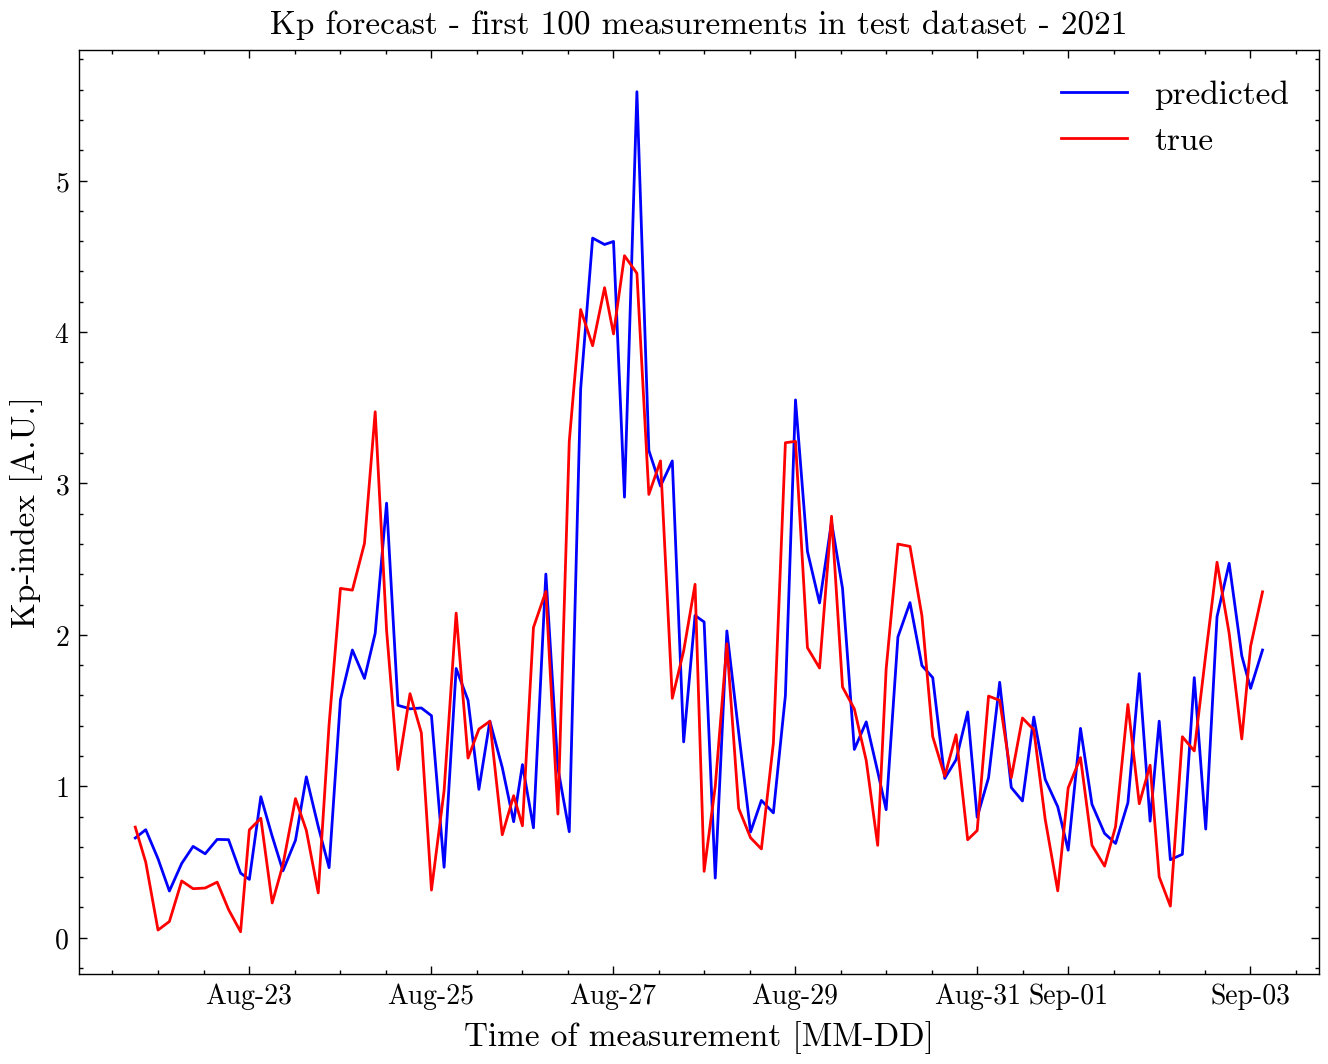 Kp forecast - first 100 measurements in test dataset - 2021
predicted
true
5
4
3
2
1
0
Kp-index [A.U.]
Aug-23 Aug-25 Aug-27 Aug-29 Aug-31 Sep-01 Sep-03
Time of measurement [MM-DD]